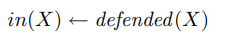 in(X) ← defended(X)